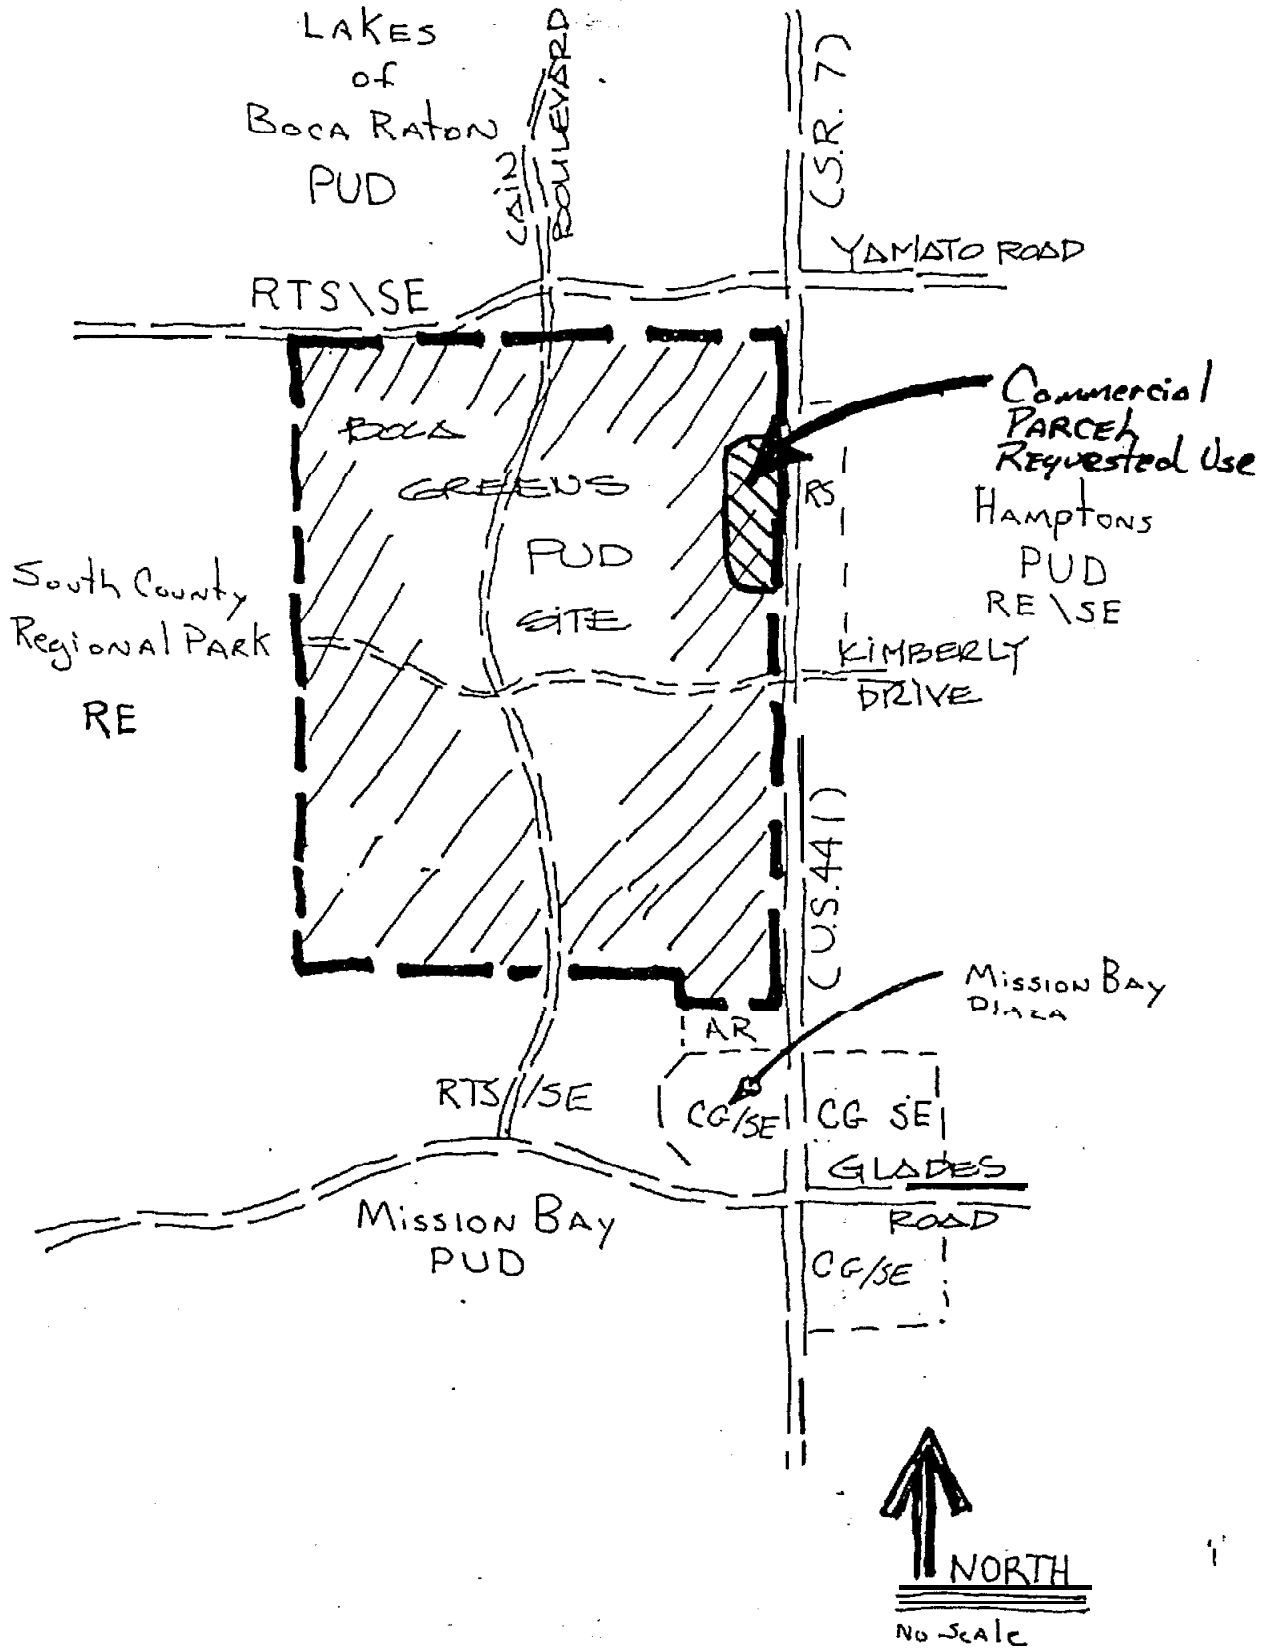 LAKES
of
BOCA RATON
PUD
CAIN
BOULEVARD
(S.R. 7)
YAMATO ROAD
RTS\SE
Commercial
PARCEL
Requested Use
BOCA
GREENS
PUD
SITE
RS
HAMPTONS
PUD
RE\SE
South County
Regional Park
RE
KIMBERLY
DRIVE
(U.S. 441)
MISSION BAY
PLAZA
AR
RTS/SE
CG/SE
CG SE
GLADES
ROAD
MISSION BAY
PUD
CG/SE
NORTH
No Scale